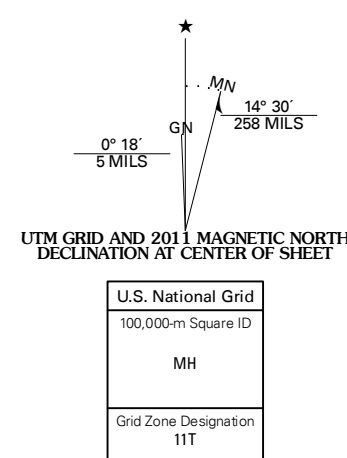 ★
MN
14° 30´
258 MILS
GN
0° 18´
5 MILS
UTM GRID AND 2011 MAGNETIC NORTH
DECLINATION AT CENTER OF SHEET
U.S. National Grid
100,000-m Square ID
MH
Grid Zone Designation
11T